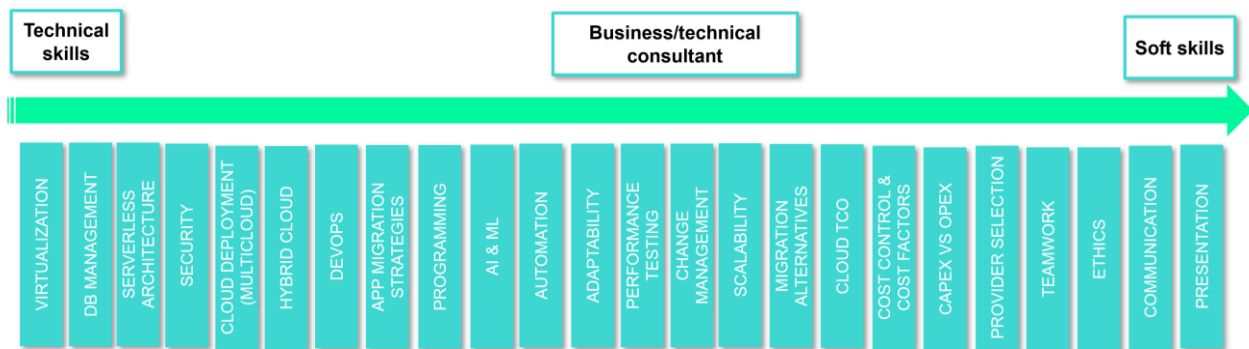 Technical
skills
Business/technical
consultant
Soft skills
VIRTUALIZATION
DB MANAGEMENT
SERVERLESS
ARCHITECTURE
SECURITY
CLOUD DEPLOYMENT
(MULTICLOUD)
HYBRID CLOUD
DEVOPS
APP MIGRATION
STRATEGIES
PROGRAMMING
AI & ML
AUTOMATION
ADAPTABILITY
PERFORMANCE
TESTING
CHANGE
MANAGEMENT
SCALABILITY
MIGRATION
ALTERNATIVES
CLOUD TCO
COST CONTROL &
COST FACTORS
CAPEX VS OPEX
PROVIDER SELECTION
TEAMWORK
ETHICS
COMMUNICATION
PRESENTATION